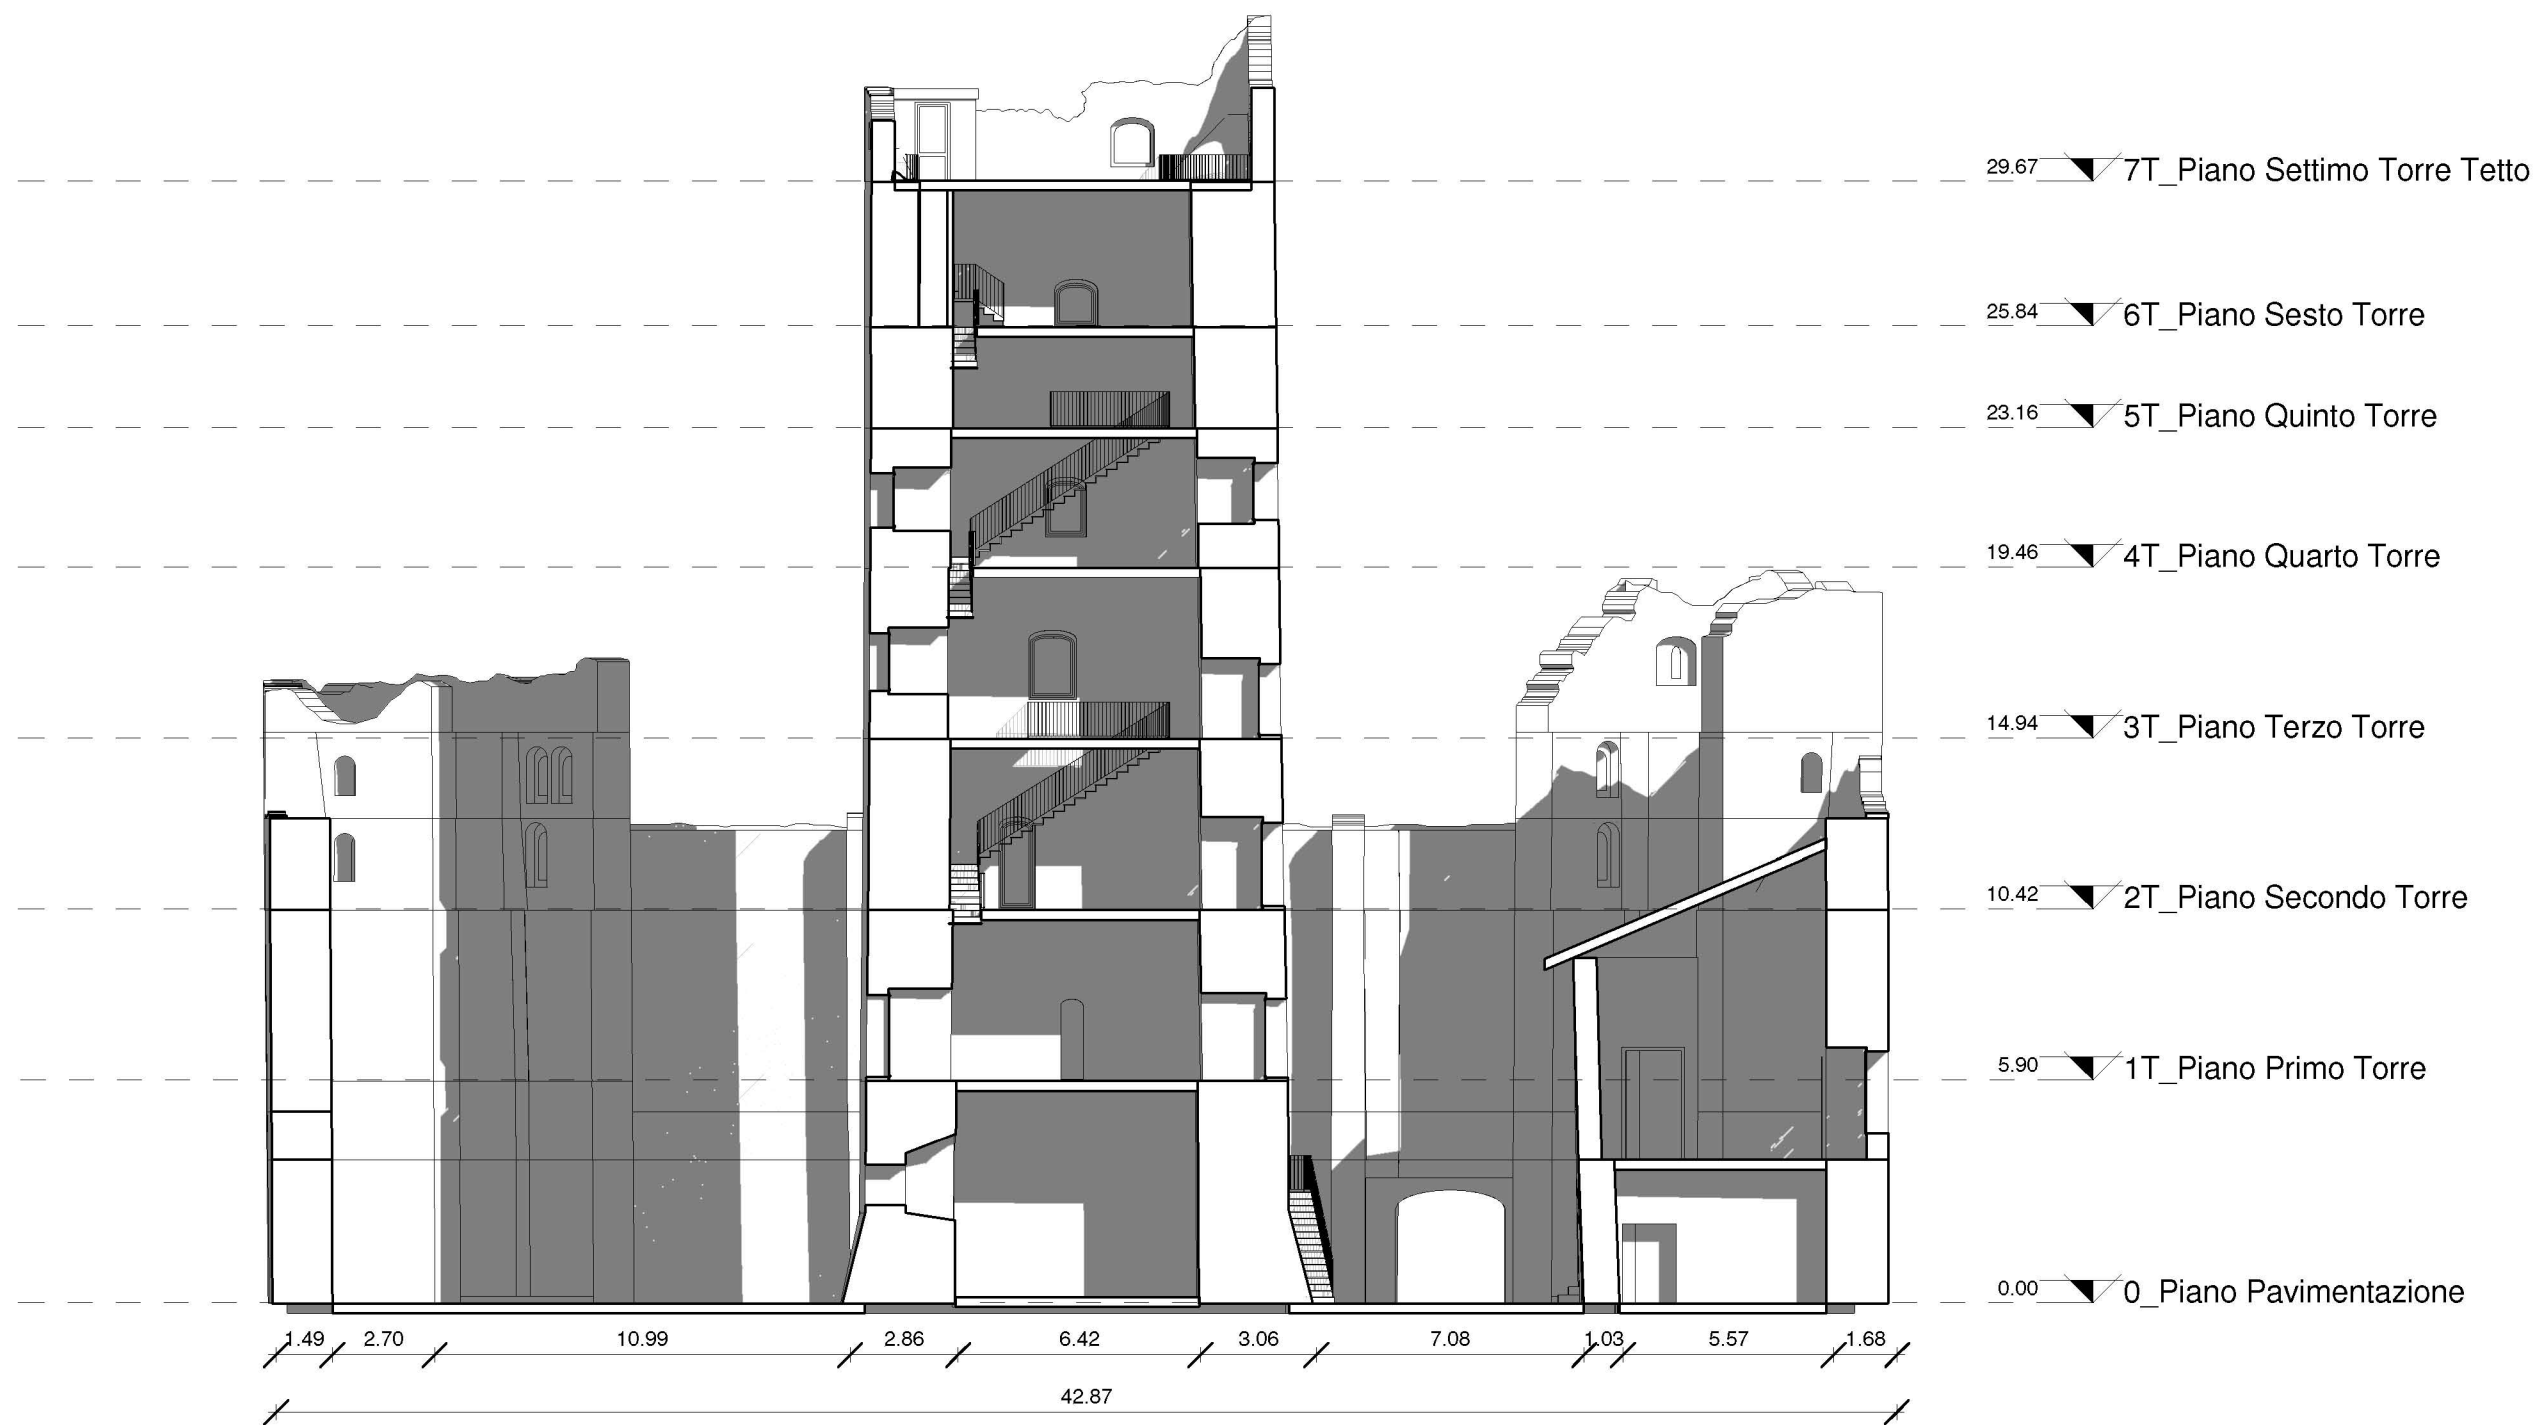 29.67 7T_Piano Settimo Torre Tetto
25.84 6T_Piano Sesto Torre
23.16 5T_Piano Quinto Torre
19.46 4T_Piano Quarto Torre
14.94 3T_Piano Terzo Torre
10.42 2T_Piano Secondo Torre
5.90 1T_Piano Primo Torre
0.00 0_Piano Pavimentazione
1.49 2.70 10.99 2.86 6.42 3.06 7.08 1.03 5.57 1.68
42.87